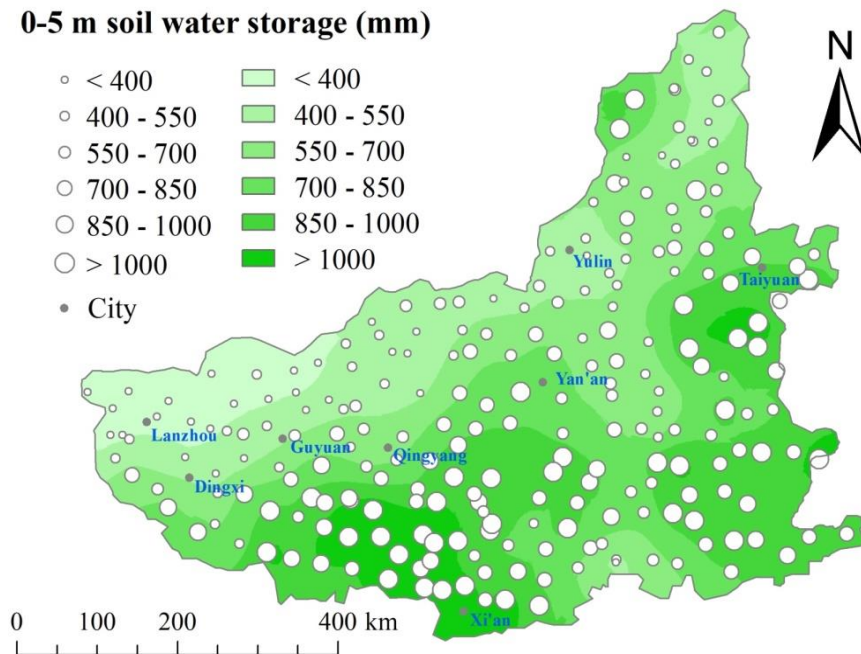 0-5 m soil water storage (mm)
N
< 400 < 400
400 - 550 400 - 550
550 - 700 550 - 700
700 - 850 700 - 850
850 - 1000 850 - 1000
> 1000 > 1000
City
Yulin
Taiyuan
Yan'an
Lanzhou
Guyuan
Qingyang
Dingxi
Xi'an
0 100 200 400 km